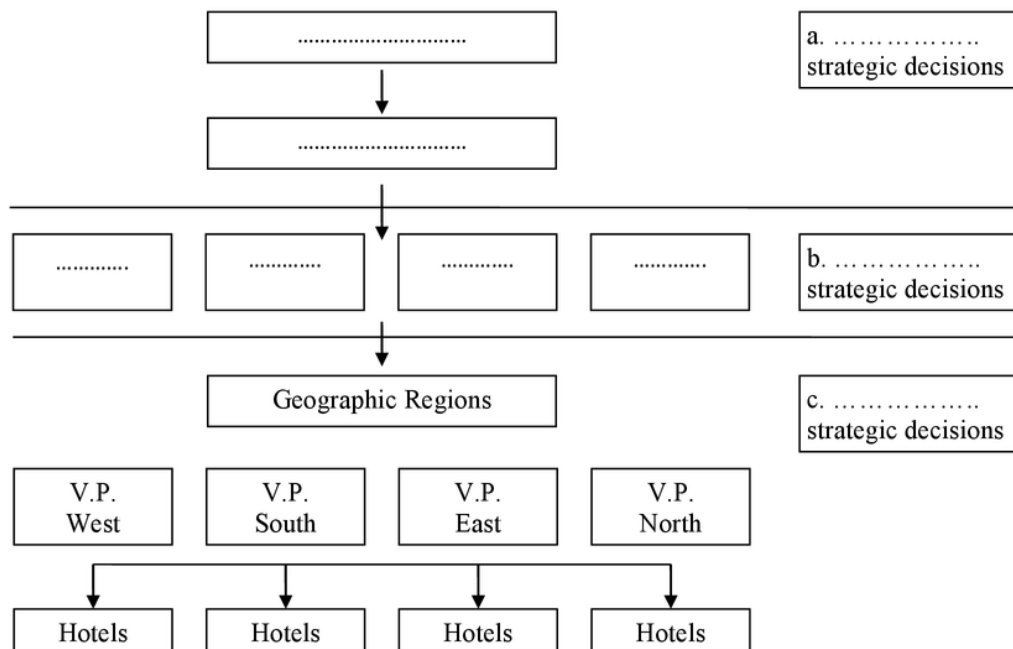 .............................
a. ………………..
strategic decisions
.............................
.............
.............
.............
.............
b. ………………..
strategic decisions
Geographic Regions
c. ………………..
strategic decisions
V.P.
West
V.P.
South
V.P.
East
V.P.
North
Hotels
Hotels
Hotels
Hotels